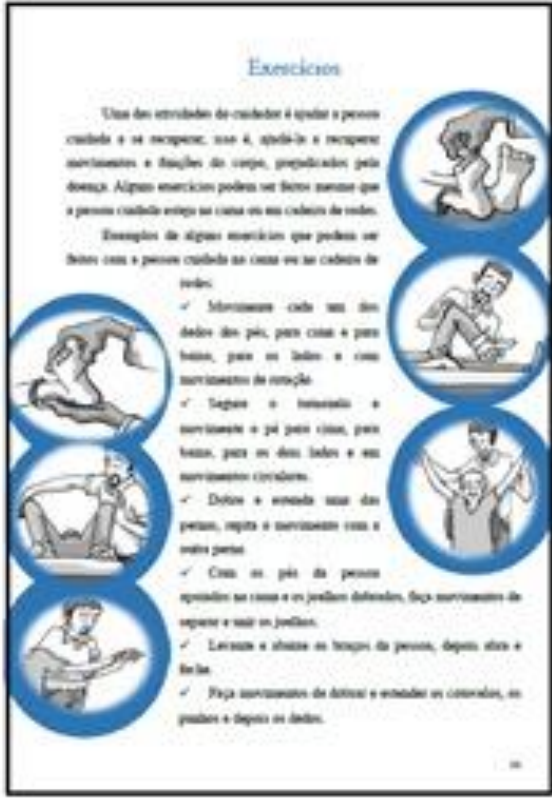 Exercícios
Uma das atividades do cuidador é ajudar a pessoa
cuidada a se recuperar, isso é, ajudá-la a recuperar
movimentos e funções do corpo, prejudicados pela
doença. Alguns exercícios podem ser feitos mesmo que
a pessoa cuidada esteja na cama ou em cadeira de rodas.
Exemplos de alguns exercícios que podem ser
feitos com a pessoa cuidada na cama ou na cadeira de
rodas:
✓ Movimente cada um dos
dedos dos pés, para cima e para
baixo, para os lados e com
movimentos de rotação.
✓ Segure o tornozelo e
movimente o pé para cima, para
baixo, para os dois lados e em
movimentos circulares.
✓ Dobre e estenda uma das
pernas, repita o movimento com a
outra perna.
✓ Com os pés da pessoa
apoiados na cama e os joelhos dobrados, faça movimentos de
separar e unir os joelhos.
✓ Levante e abaixe os braços da pessoa, depois abra e
feche.
✓ Faça movimentos de dobrar e estender os cotovelos, os
punhos e depois os dedos.